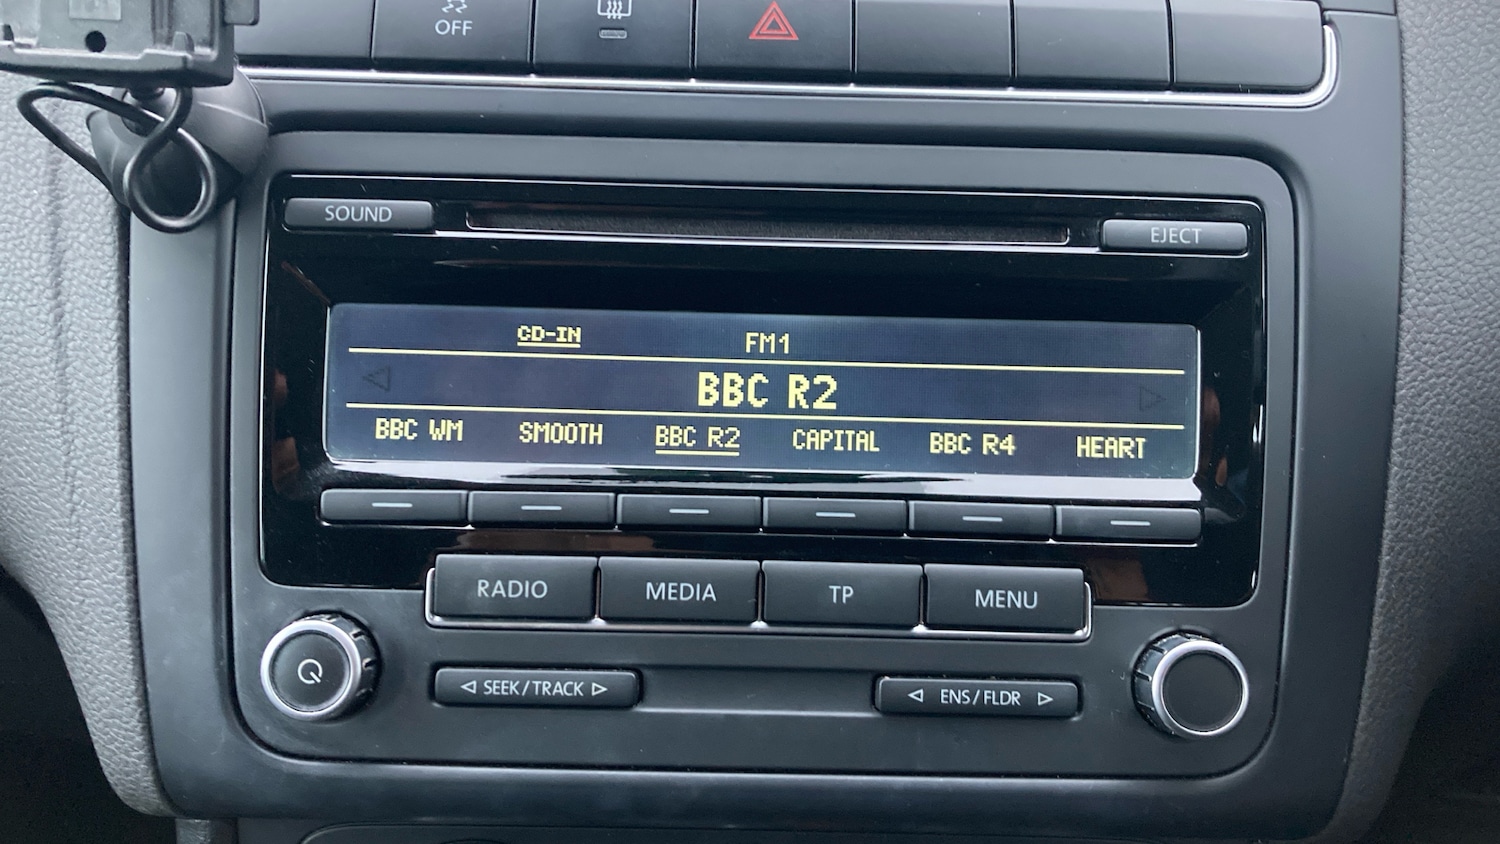 OFF
SOUND
EJECT
CD-IN FM1
BBC R2
BBC WM SMOOTH BBC R2 CAPITAL BBC R4 HEART
RADIO MEDIA TP MENU
SEEK/TRACK ENS/FLDR